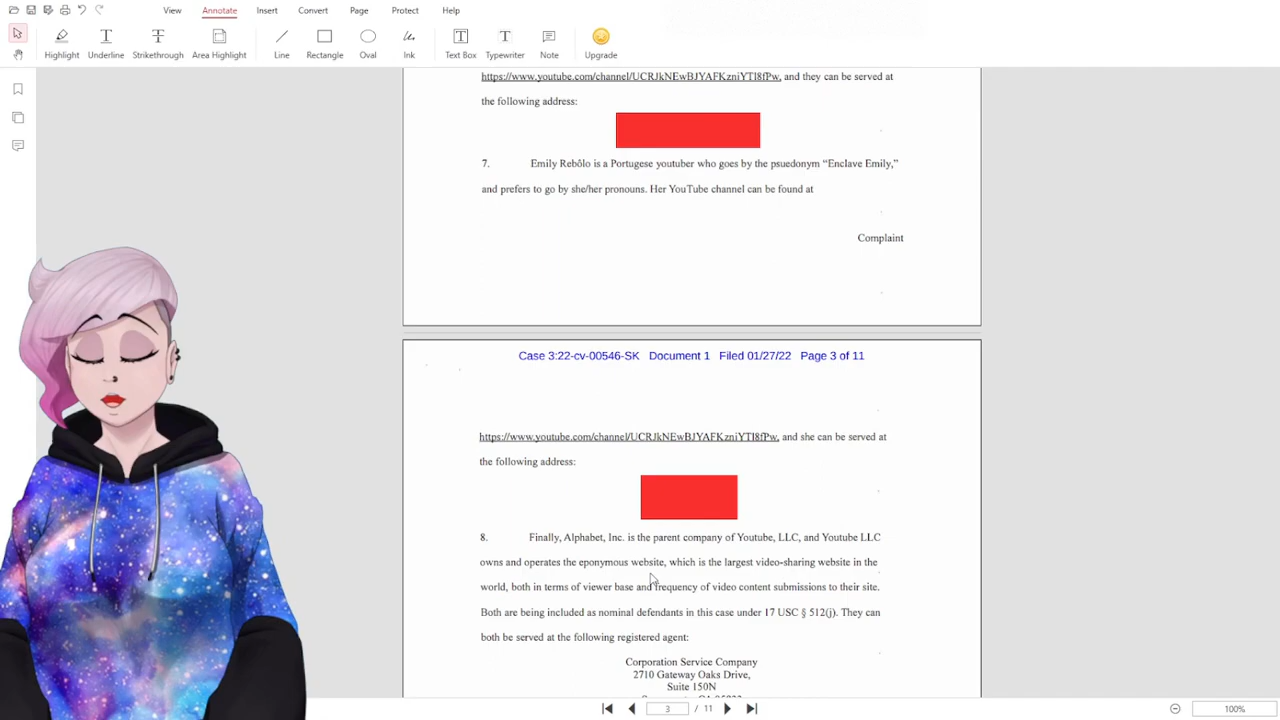 View Annotate Insert Convert Page Protect Help
Highlight Underline Strikethrough Area Highlight Line Rectangle Oval Ink Text Box Typewriter Note Upgrade
https://www.youtube.com/channel/UCRJkNEwBJYAFKzniYTI8fPw, and they can be served at
the following address:
7. Emily Rebôlo is a Portugese youtuber who goes by the psuedonym “Enclave Emily,”
and prefers to go by she/her pronouns. Her YouTube channel can be found at
Complaint
Case 3:22-cv-00546-SK Document 1 Filed 01/27/22 Page 3 of 11
https://www.youtube.com/channel/UCRJkNEwBJYAFKzniYTI8fPw, and she can be served at
the following address:
8. Finally, Alphabet, Inc. is the parent company of Youtube, LLC, and Youtube LLC
owns and operates the eponymous website, which is the largest video-sharing website in the
world, both in terms of viewer base and frequency of video content submissions to their site.
Both are being included as nominal defendants in this case under 17 USC § 512(j). They can
both be served at the following registered agent:
Corporation Service Company
2710 Gateway Oaks Drive,
Suite 150N
3 / 11 100%